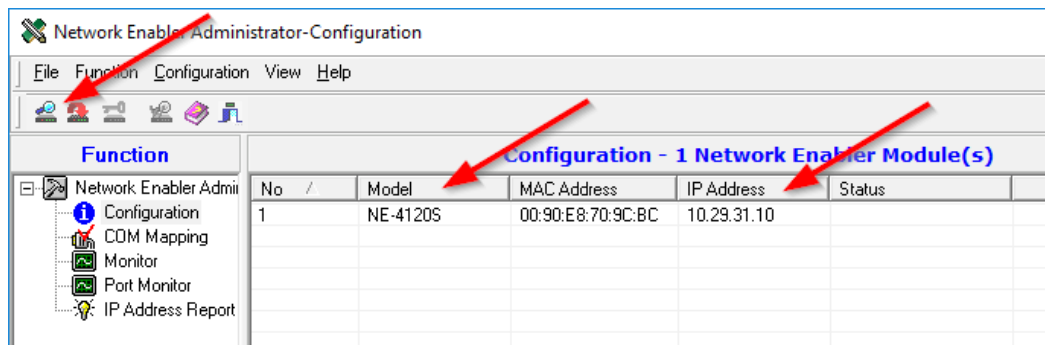 Network Enabler Administrator-Configuration
File Function Configuration View Help
Function
Configuration - 1 Network Enabler Module(s)
Network Enabler Admi
No Model MAC Address IP Address Status
Configuration
1 NE-4120S 00:90:E8:70:9C:BC 10.29.31.10
COM Mapping
Monitor
Port Monitor
IP Address Report